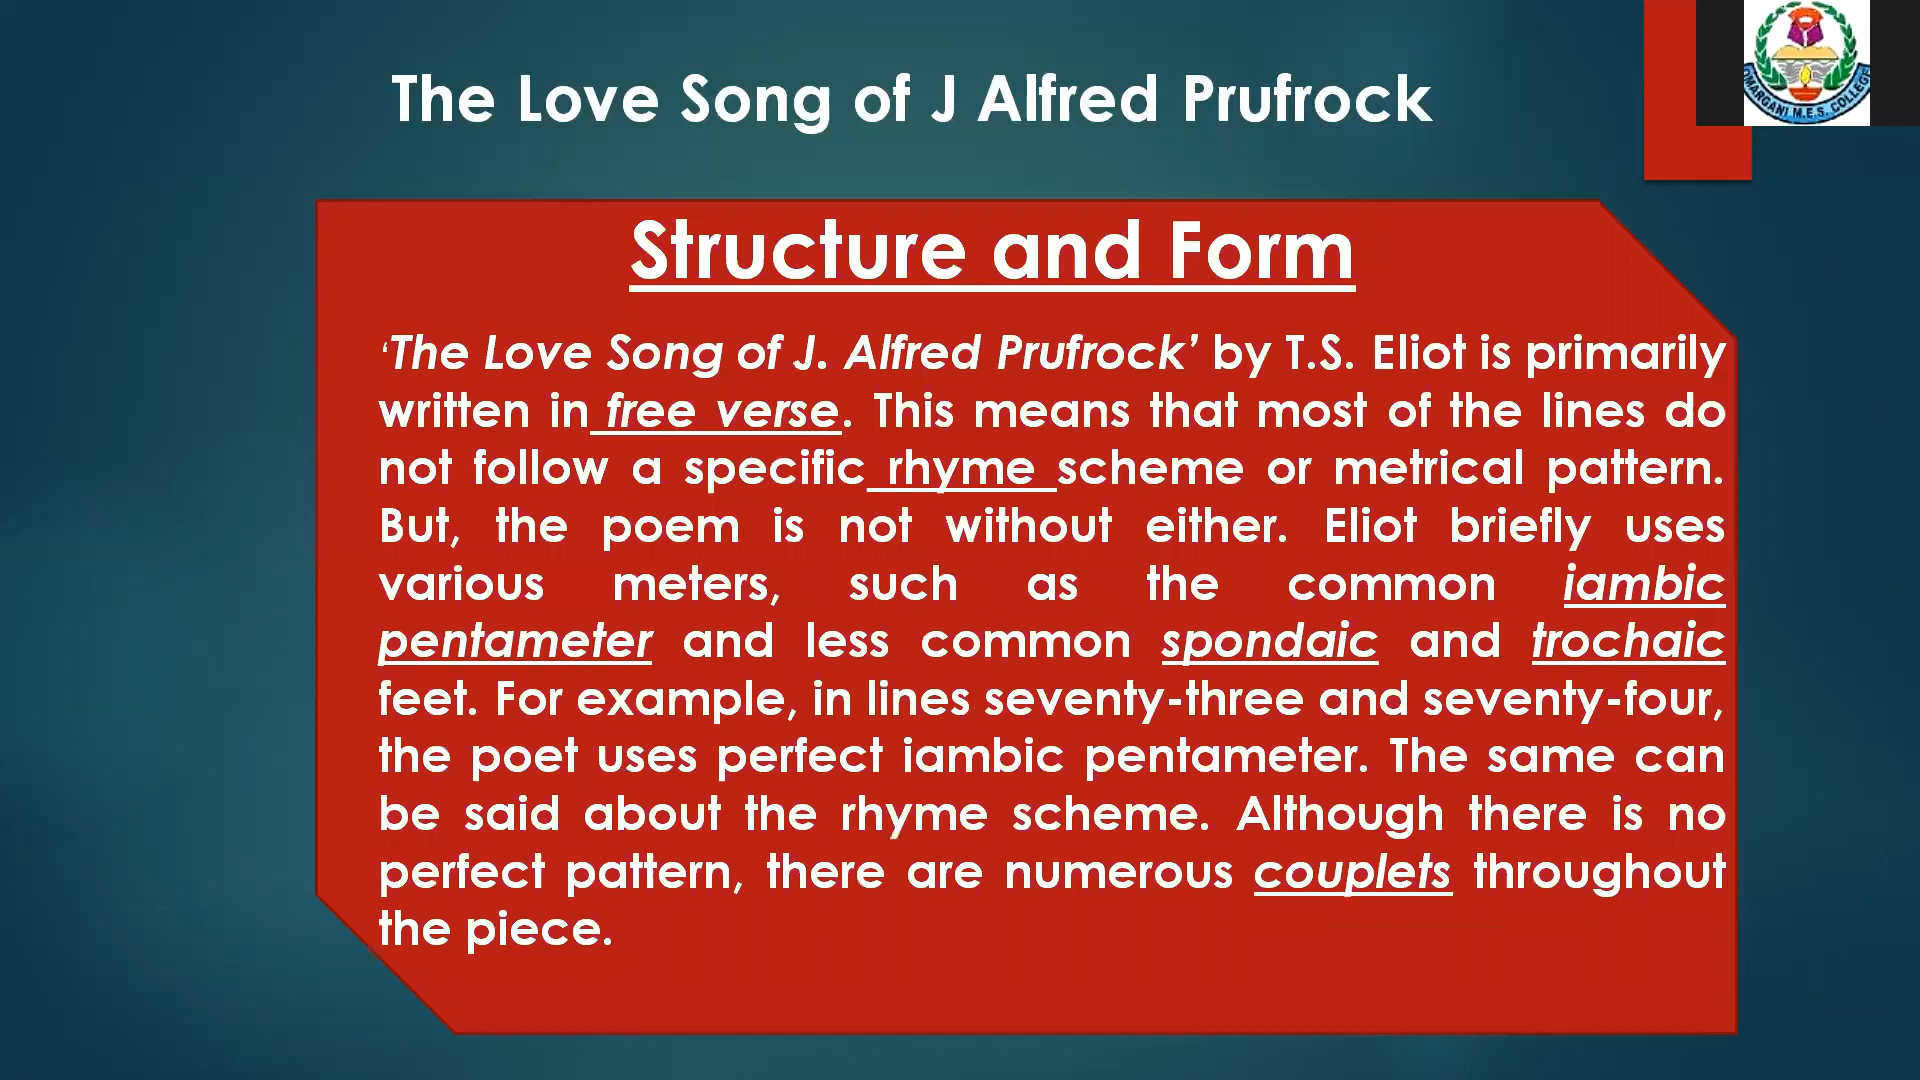 The Love Song of J Alfred Prufrock
OMARGANI M.E.S. COLLEGE
Structure and Form
‘The Love Song of J. Alfred Prufrock’ by T.S. Eliot is primarily
written in free verse. This means that most of the lines do
not follow a specific rhyme scheme or metrical pattern.
But, the poem is not without either. Eliot briefly uses
various meters, such as the common iambic
pentameter and less common spondaic and trochaic
feet. For example, in lines seventy-three and seventy-four,
the poet uses perfect iambic pentameter. The same can
be said about the rhyme scheme. Although there is no
perfect pattern, there are numerous couplets throughout
the piece.